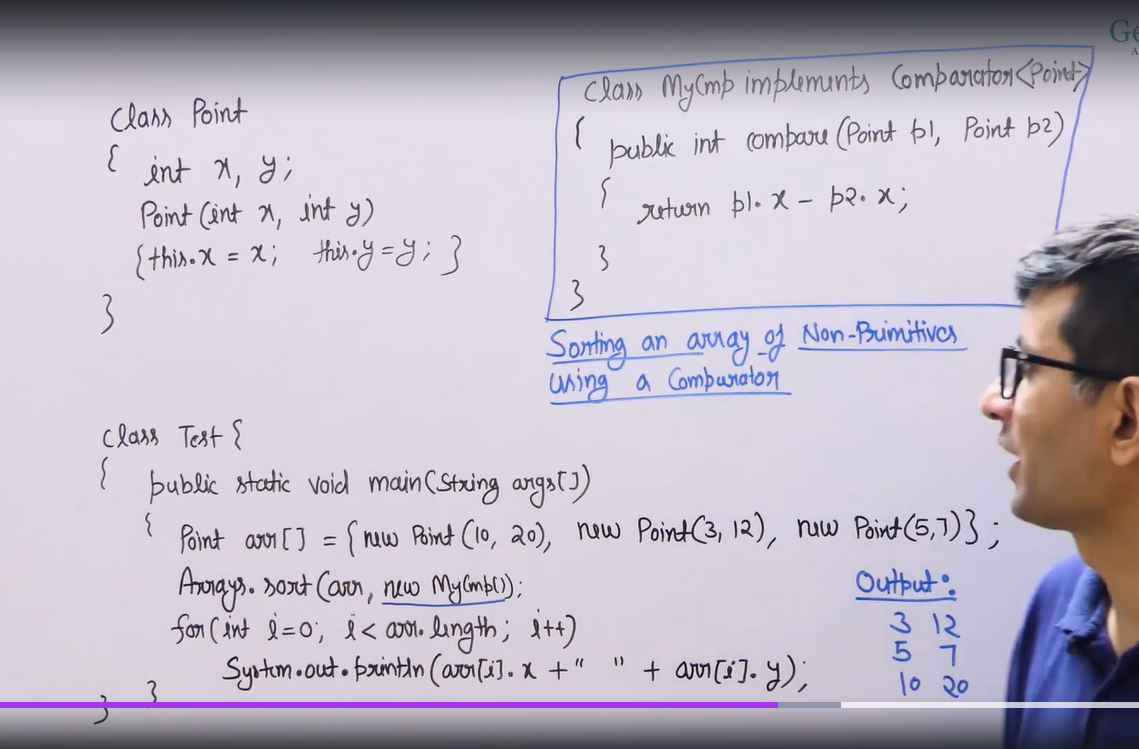 Ge
A
class Point
{ int x, y;
Point (int x, int y)
{this.x = x; this.y = y; }
}
class MyCmp implements Comparator<Point>
{ public int compare (Point p1, Point p2)
{ return p1.x - p2.x;
}
}
Sorting an array of Non-Primitives
using a Comparator
class Test {
{ public static void main(String args[])
{ Point arr[] = {new Point (10, 20), new Point(3, 12), new Point(5,7)};
Arrays.sort (arr, new MyCmp());
for(int i=0; i< arr.length; i++)
System.out.println (arr[i].x + " " + arr[i].y);
} }
Output:
3 12
5 7
10 20